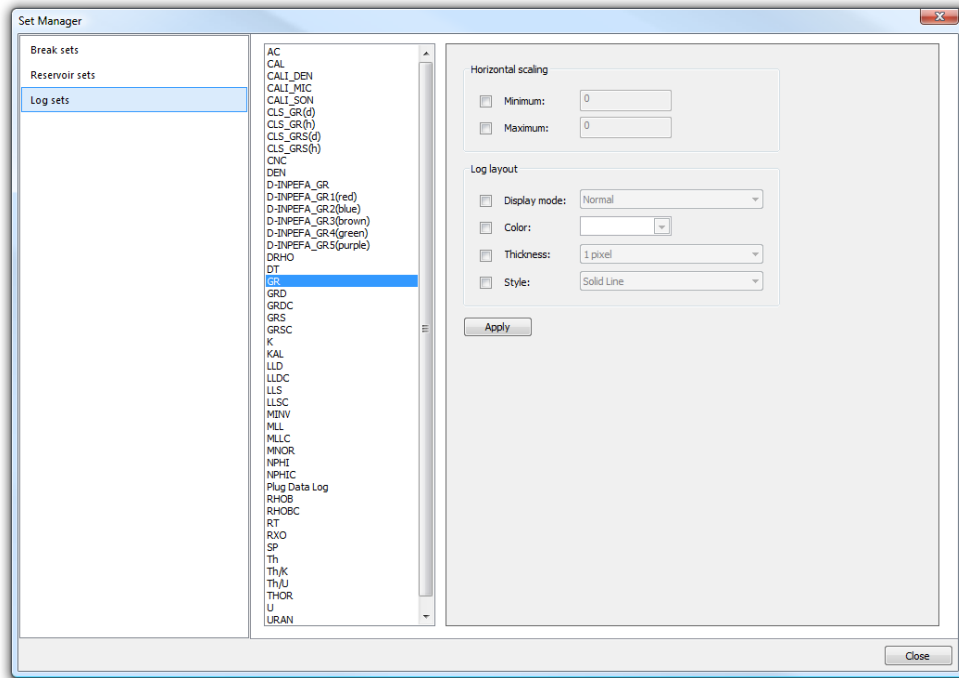 Set Manager
Break sets
Reservoir sets
Log sets
AC
CAL
CALI_DEN
CALI_MIC
CALI_SON
CLS_GR(d)
CLS_GR(h)
CLS_GRS(d)
CLS_GRS(h)
CNC
DEN
D-INPEFA_GR
D-INPEFA_GR1(red)
D-INPEFA_GR2(blue)
D-INPEFA_GR3(brown)
D-INPEFA_GR4(green)
D-INPEFA_GR5(purple)
DRHO
DT
GR
GRD
GRDC
GRS
GRSC
K
KAL
LLD
LLDC
LLS
LLSC
MINV
MLL
MLLC
MNOR
NPHI
NPHIC
Plug Data Log
RHOB
RHOBC
RT
RXO
SP
Th
Th/K
Th/U
THOR
U
URAN
Horizontal scaling
Minimum: 0
Maximum: 0
Log layout
Display mode: Normal
Color:
Thickness: 1 pixel
Style: Solid Line
Apply
Close